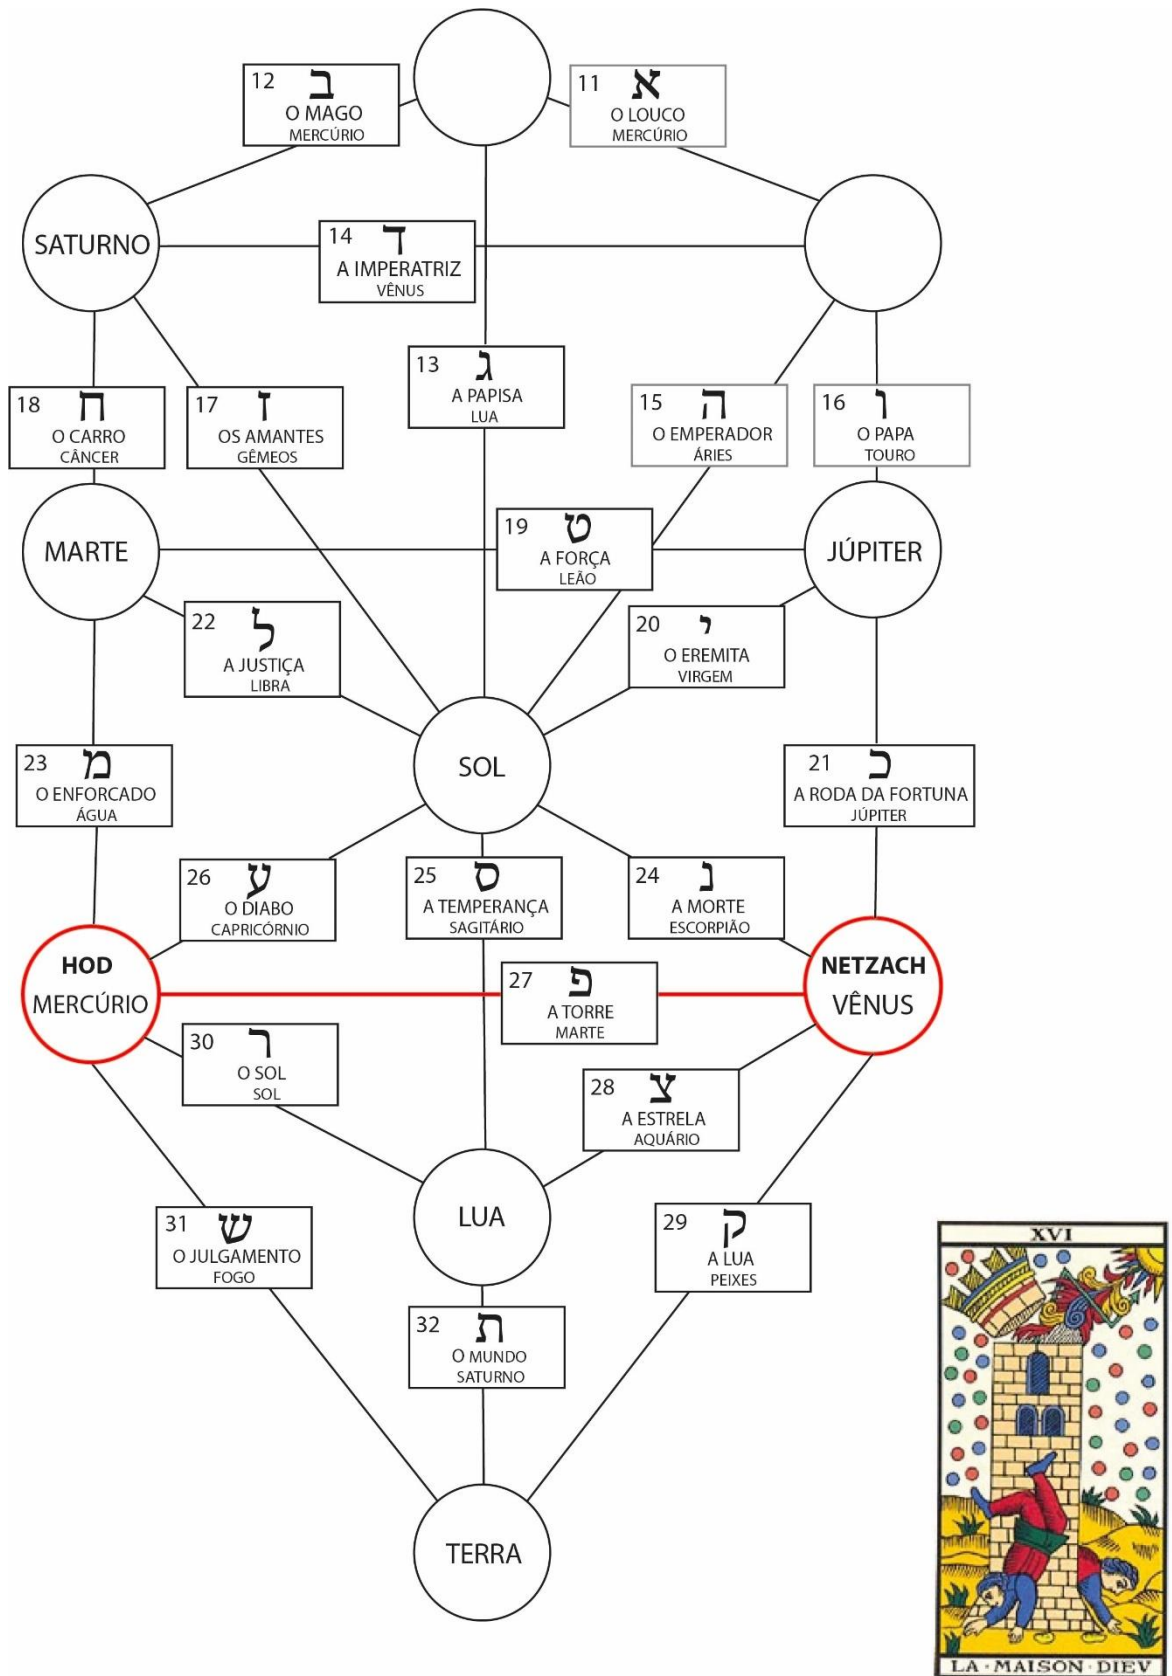 12 ב
O MAGO
MERCÚRIO
11 א
O LOUCO
MERCÚRIO
SATURNO
14 ד
A IMPERATRIZ
VÊNUS
13 ג
A PAPISA
LUA
18 ח
O CARRO
CÂNCER
17 ז
OS AMANTES
GÊMEOS
15 ה
O EMPERADOR
ÁRIES
16 ו
O PAPA
TOURO
MARTE
19 ט
A FORÇA
LEÃO
JÚPITER
22 ל
A JUSTIÇA
LIBRA
20 י
O EREMITA
VIRGEM
SOL
23 מ
O ENFORCADO
ÁGUA
21 כ
A RODA DA FORTUNA
JÚPITER
26 ע
O DIABO
CAPRICÓRNIO
25 ס
A TEMPERANÇA
SAGITÁRIO
24 נ
A MORTE
ESCORPIÃO
HOD
MERCÚRIO
27 פ
A TORRE
MARTE
NETZACH
VÊNUS
30 ר
O SOL
SOL
28 צ
A ESTRELA
AQUÁRIO
LUA
31 ש
O JULGAMENTO
FOGO
29 ק
A LUA
PEIXES
32 ת
O MUNDO
SATURNO
TERRA
XVI
LA·MAISON·DIEV